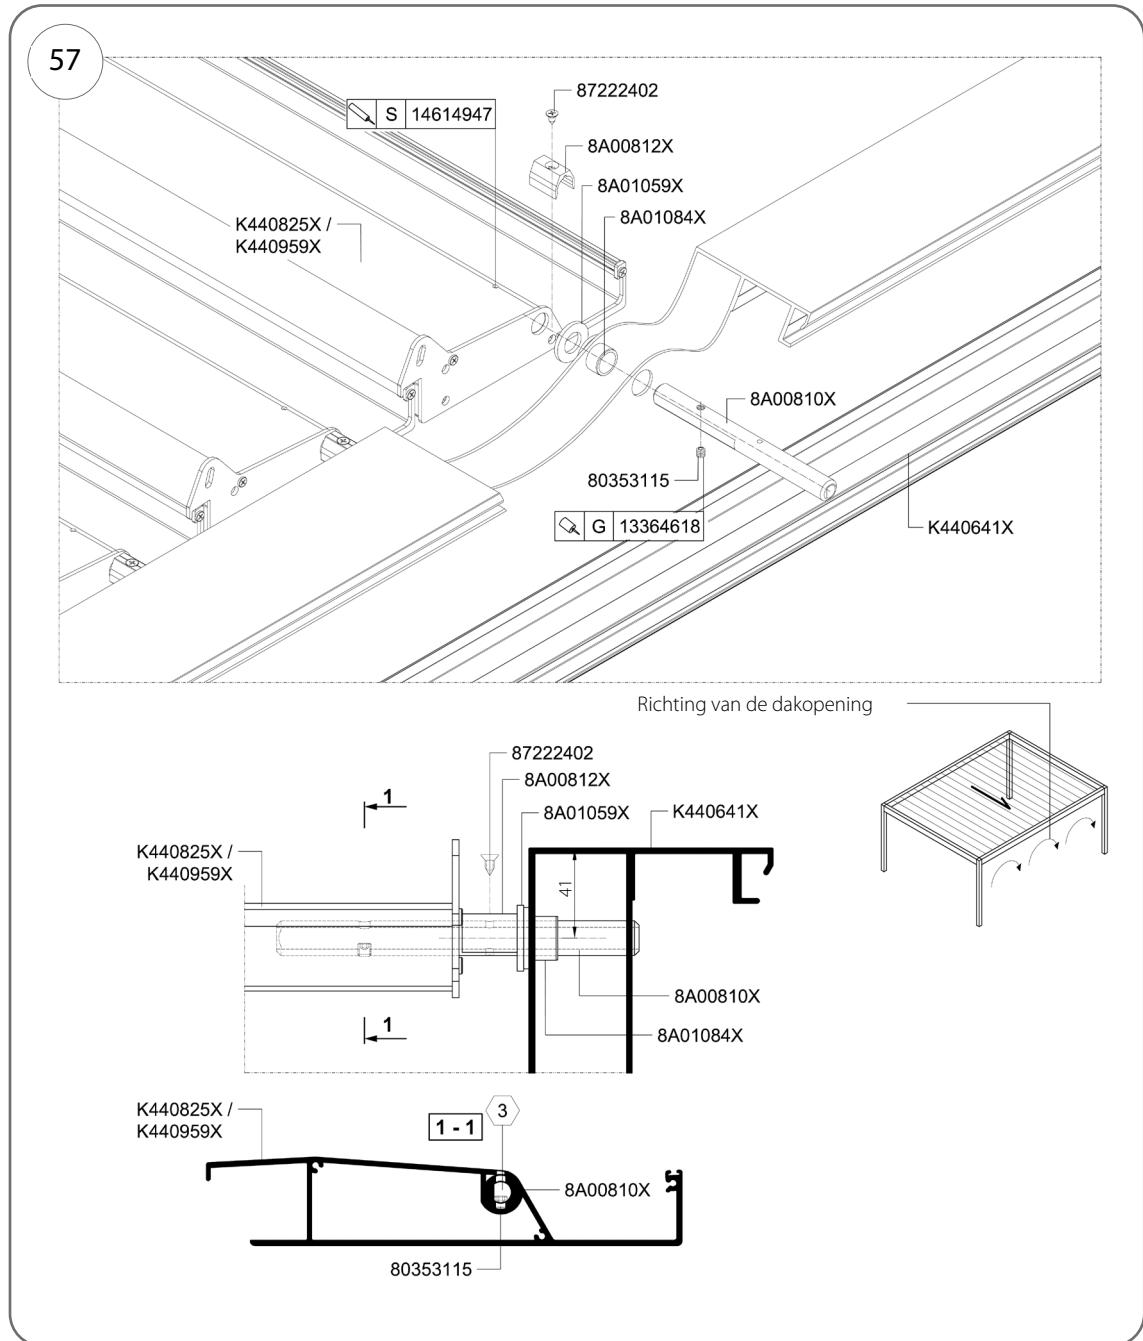 57
87222402
S 14614947
8A00812X
8A01059X
8A01084X
K440825X /
K440959X
8A00810X
80353115
G 13364618
K440641X
Richting van de dakopening
87222402
8A00812X
1
8A01059X
K440641X
K440825X /
K440959X
41
8A00810X
1
8A01084X
K440825X /
K440959X
3
1 - 1
8A00810X
80353115